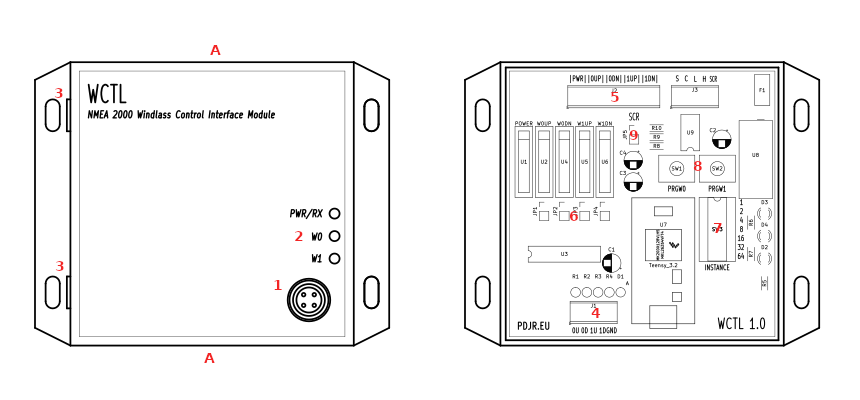 A
3
WCTL
NMEA 2000 Windlass Control Interface Module
PWR/RX
2 W0
W1
3
1
A
|PWR||0UP||0DN||1UP||1DN|
S C L H SCR
J3
5
F1
SCR
POWER W0UP W0DN W1UP W1DN
JP5
9
R10
R9
R8
U9
C2
U1 U2 U4 U5 U6
C4
C3
SW1 8 SW2
U8
PRGW0 PRGW1
JP1 JP2 6 JP3 JP4
1
2
4
8
16
32
64
D3
R6
D4
R7
D2
R5
7
U7
Teensy_3.2
INSTANCE
U3
C1
R1 R2 R3 R4 D1
A
J1
4
0U 0D 1U 1DGND
PDJR.EU
WCTL 1.0